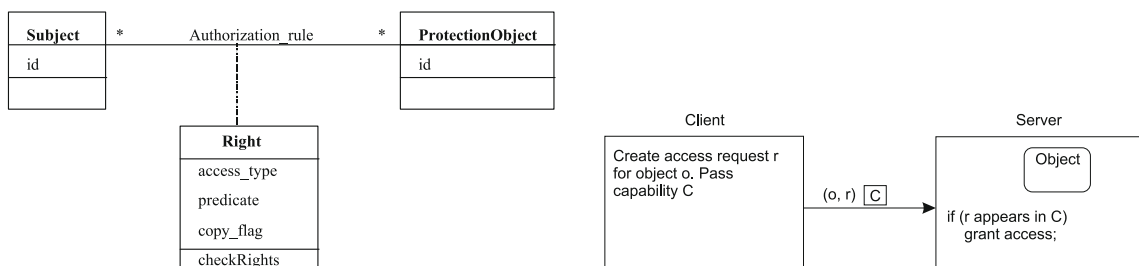 Subject * Authorization_rule * ProtectionObject
id id
Right
access_type
predicate
copy_flag
checkRights
Client Server
Create access request r
for object o. Pass
capability C
Object
(o, r) C
if (r appears in C)
grant access;